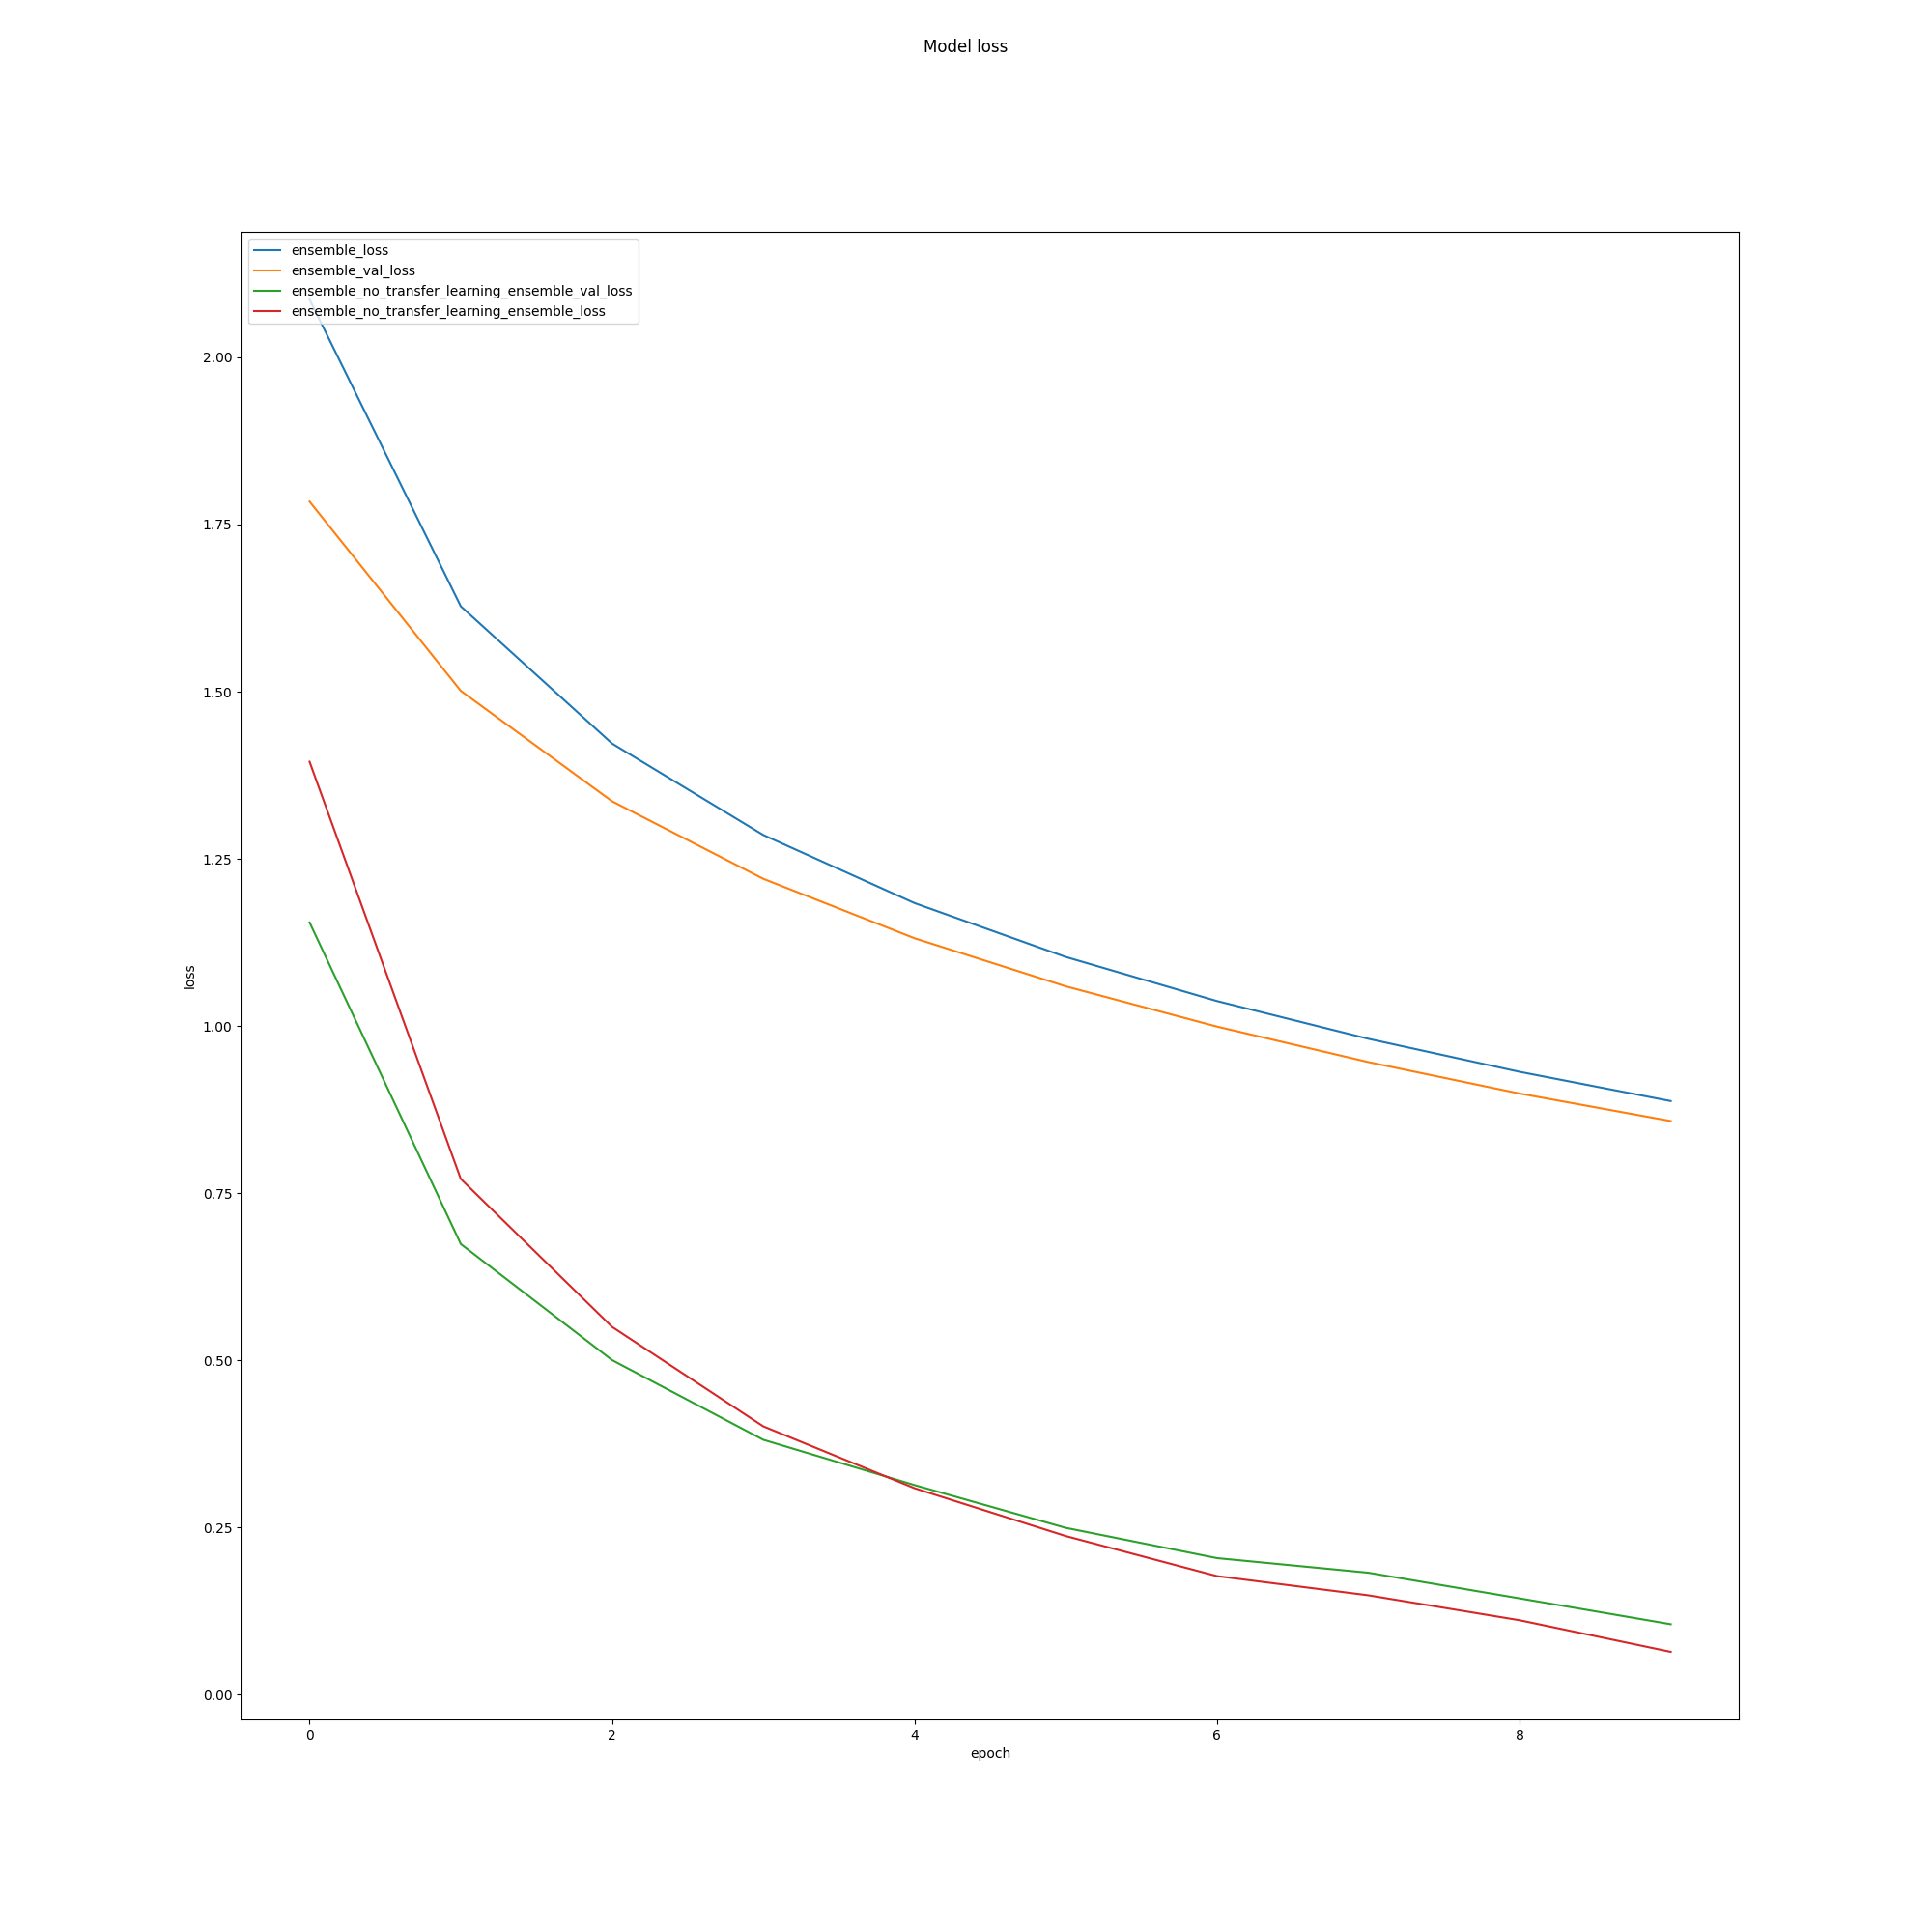 Model loss
ensemble_loss
ensemble_val_loss
ensemble_no_transfer_learning_ensemble_val_loss
ensemble_no_transfer_learning_ensemble_loss
2.00
1.75
1.50
1.25
1.00
0.75
0.50
0.25
0.00
loss
0 2 4 6 8
epoch